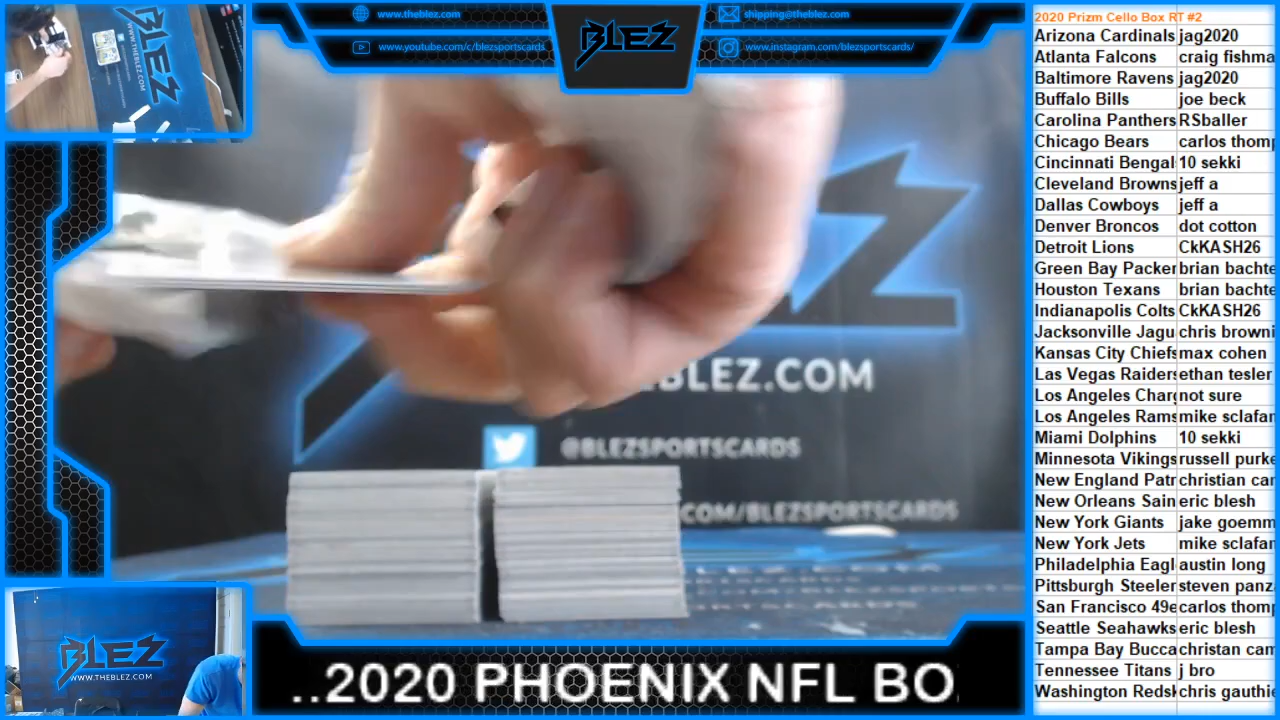 www.theblez.com
www.youtube.com/c/blezsportscards
BLEZ
shipping@theblez.com
www.instagram.com/blezsportscards/
BLEZ
WWW.THEBLEZ.COM
EZ
BLEZ.COM
@BLEZSPORTSCARDS
.COM/BLEZSPORTSCARDS
BLEZ
WWW.THEBLEZ.COM
..2020 PHOENIX NFL BO
2020 Prizm Cello Box RT #2
Arizona Cardinals jag2020
Atlanta Falcons craig fishma
Baltimore Ravens jag2020
Buffalo Bills joe beck
Carolina Panthers RSballer
Chicago Bears carlos thomp
Cincinnati Bengal 10 sekki
Cleveland Browns jeff a
Dallas Cowboys jeff a
Denver Broncos dot cotton
Detroit Lions CkKASH26
Green Bay Packer brian bachte
Houston Texans brian bachte
Indianapolis Colts CkKASH26
Jacksonville Jagu chris browni
Kansas City Chiefs max cohen
Las Vegas Raiders ethan tesler
Los Angeles Charg not sure
Los Angeles Rams mike sclafan
Miami Dolphins 10 sekki
Minnesota Vikings russell purke
New England Patr christian cam
New Orleans Sain eric blesh
New York Giants jake goemm
New York Jets mike sclafan
Philadelphia Eagl austin long
Pittsburgh Steeler steven panz
San Francisco 49e carlos thomp
Seattle Seahawks eric blesh
Tampa Bay Bucca christan cam
Tennessee Titans j bro
Washington Redsk chris gauthie